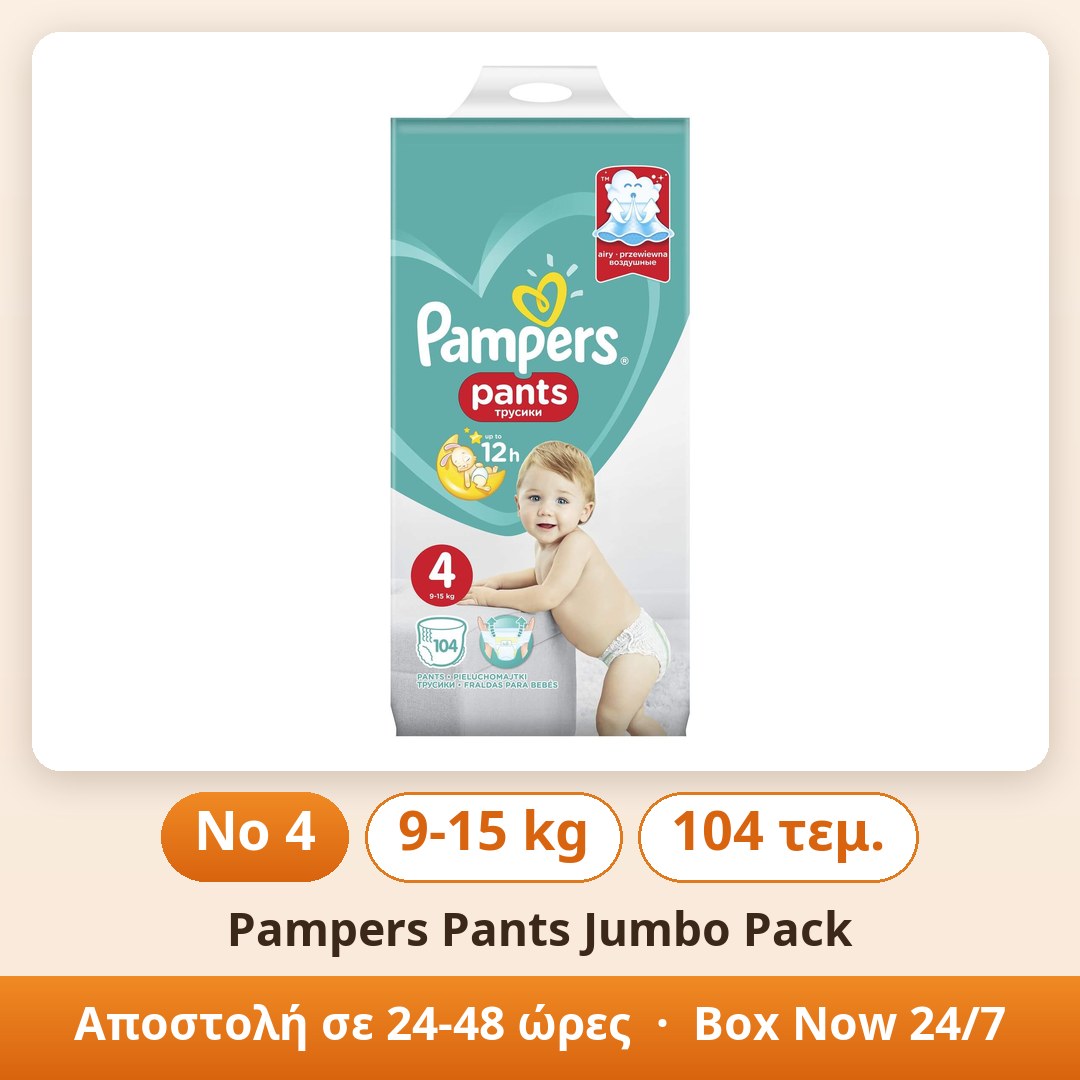 TM
airy · przewiewna
воздушные
Pampers®
pants
трусики
up to
12h
4
9-15 kg
104
PANTS • PIELUCHOMAJTKI
ТРУСИКИ • FRALDAS PARA BEBÉS
No 4
9-15 kg
104 τεμ.
Pampers Pants Jumbo Pack
Αποστολή σε 24-48 ώρες · Box Now 24/7